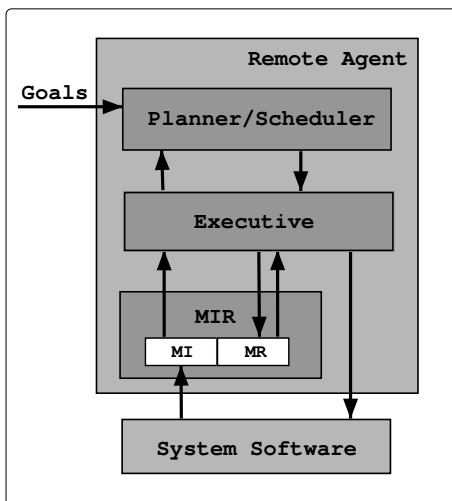 Remote Agent
Goals
Planner/Scheduler
Executive
MIR
MI
MR
System Software